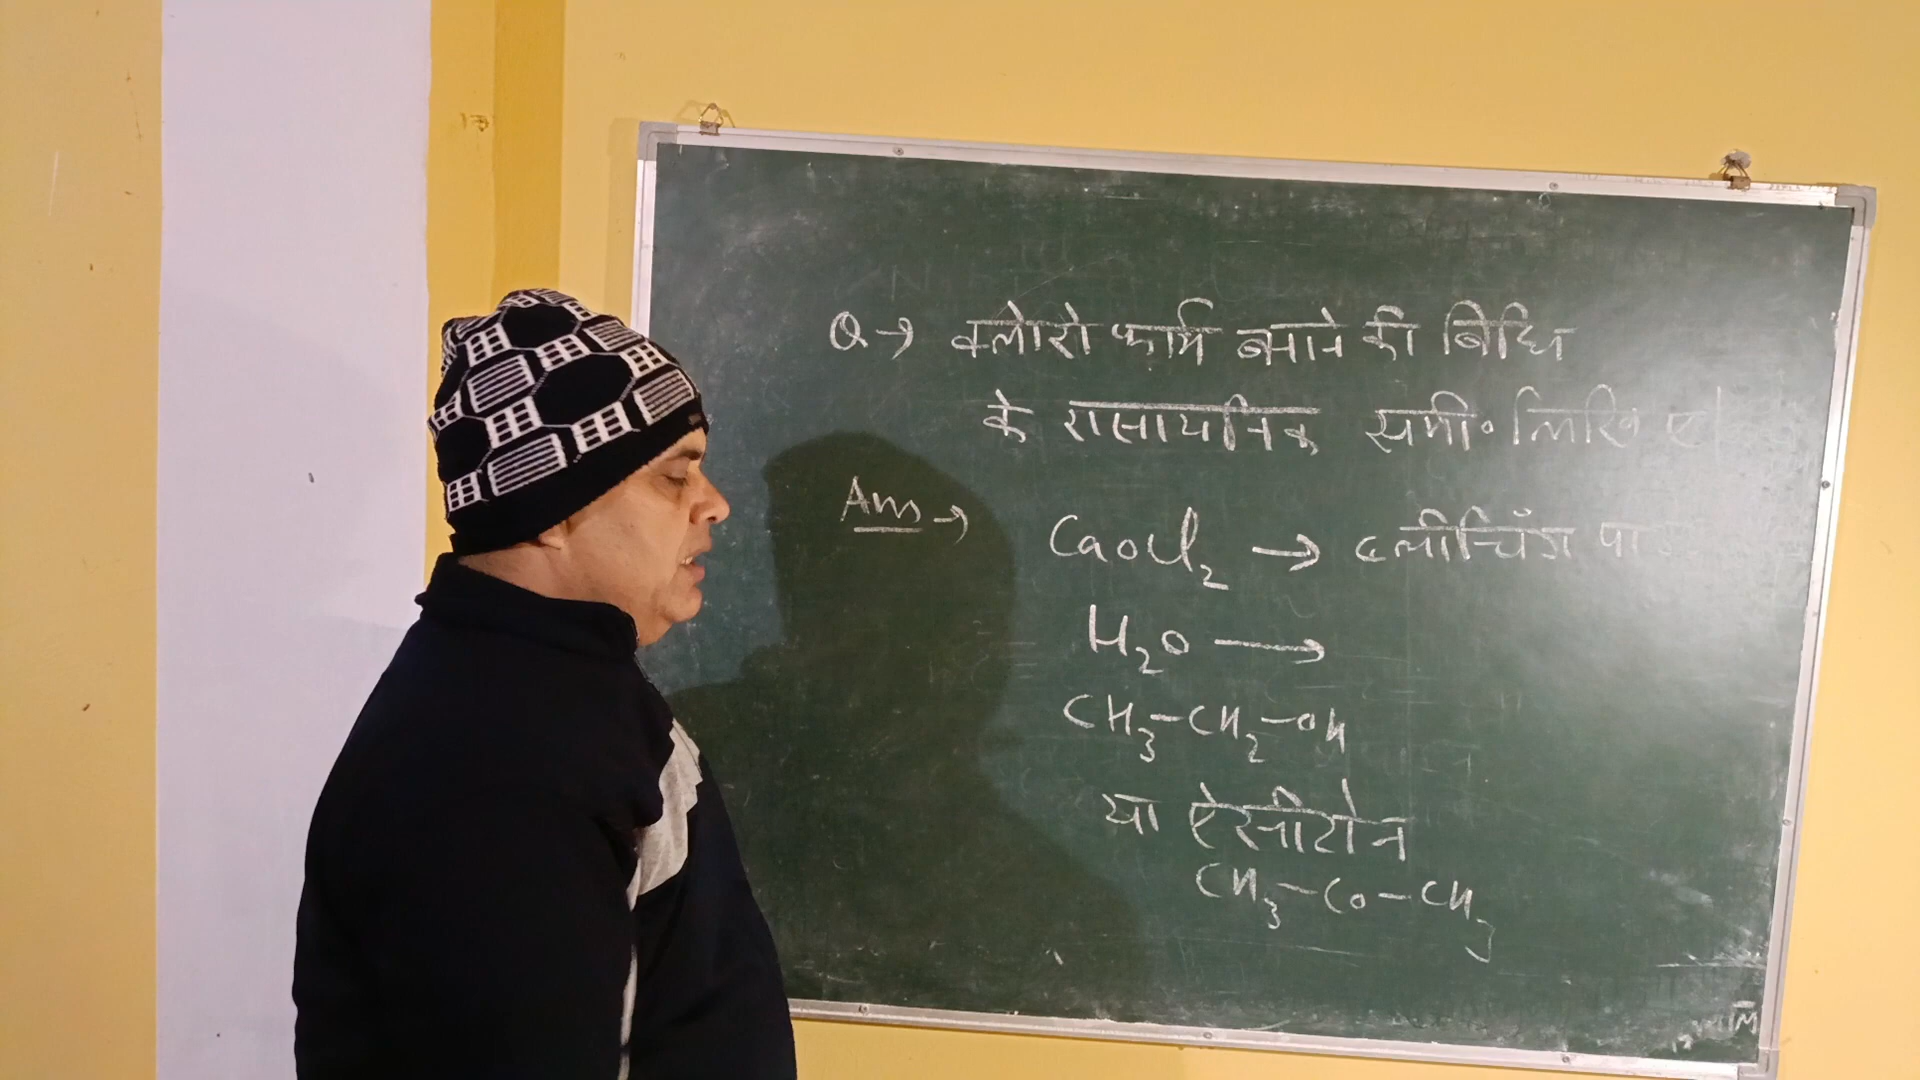 Q → क्लोरो फार्म बनाने की बिधि
के रासायनिक समी० लिखिए।
Ans → CaOCl₂ → ब्लीचिंग पा
H₂O →
CH₃-CH₂-OH
या ऐसीटोन
CH₃-CO-CH₃